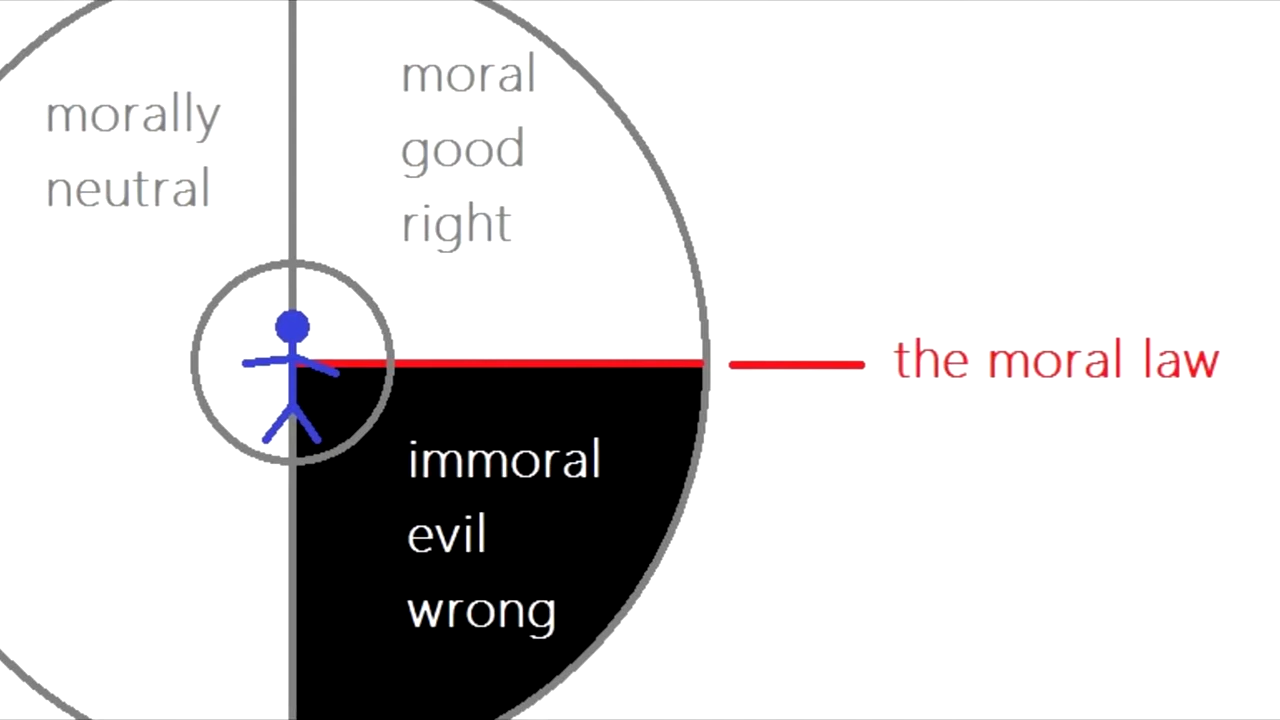 morally
neutral
moral
good
right
the moral law
immoral
evil
wrong